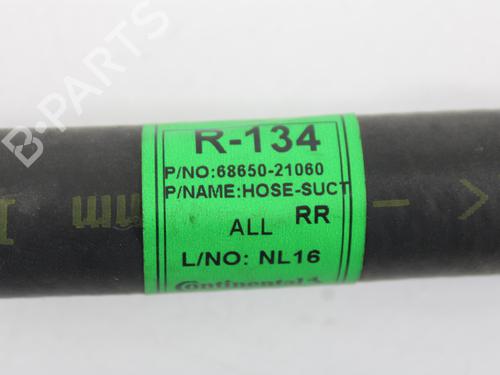 R-134
P/NO:68650-21060
P/NAME:HOSE-SUCT
RR
ALL
L/NO: NL16
Continental
B-Parts